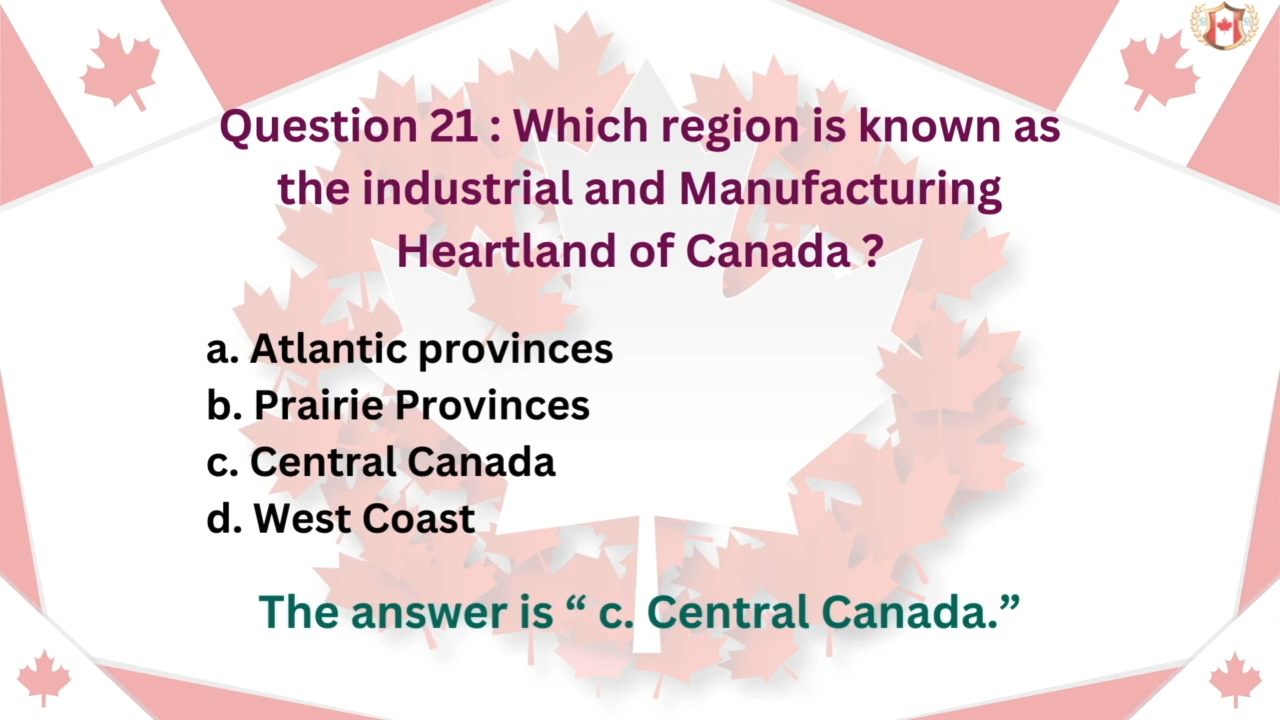 Question 21 : Which region is known as
the industrial and Manufacturing
Heartland of Canada ?
a. Atlantic provinces
b. Prairie Provinces
c. Central Canada
d. West Coast
The answer is “ c. Central Canada.”